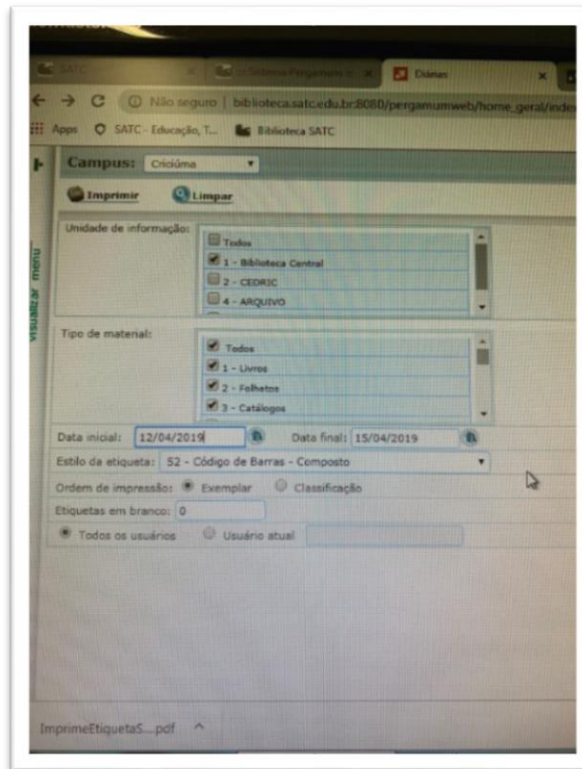 SATC
Sistema Pergamum
Diárias
Não seguro | biblioteca.satc.edu.br:8080/pergamumweb/home_geral/index
Apps SATC - Educação, T... Biblioteca SATC
Campus: Criciúma
Imprimir Limpar
visualizar menu
Unidade de informação:
Todos
1 - Biblioteca Central
2 - CEDRIC
4 - ARQUIVO
Tipo de material:
Todos
1 - Livros
2 - Folhetos
3 - Catálogos
Data inicial: 12/04/2019 Data final: 15/04/2019
Estilo da etiqueta: 52 - Código de Barras - Composto
Ordem de impressão: Exemplar Classificação
Etiquetas em branco: 0
Todos os usuários Usuário atual
ImprimeEtiquetaS....pdf